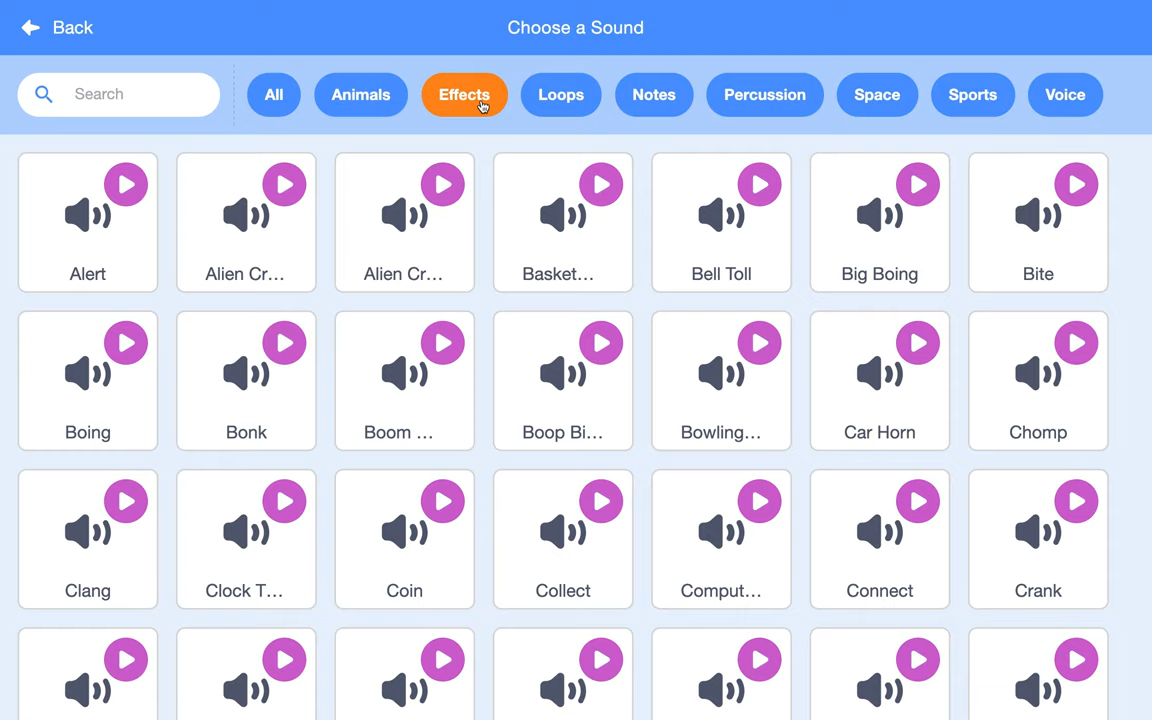 Back
Choose a Sound
Search
All
Animals
Effects
Loops
Notes
Percussion
Space
Sports
Voice
Alert
Alien Cr...
Alien Cr...
Basket...
Bell Toll
Big Boing
Bite
Boing
Bonk
Boom ...
Boop Bi...
Bowling...
Car Horn
Chomp
Clang
Clock T...
Coin
Collect
Comput...
Connect
Crank